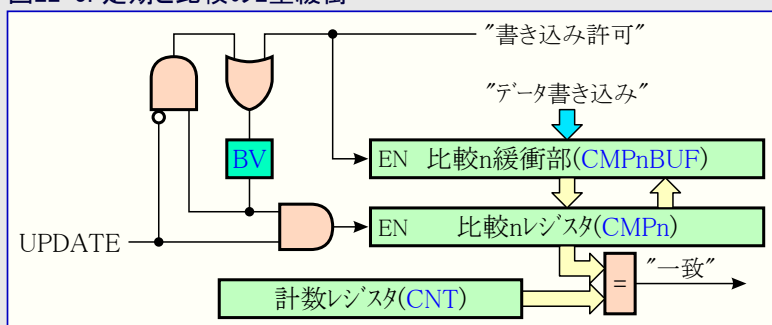 "書き込み許可"
"データ書き込み"
BV
EN 比較n緩衝部(CMPnBUF)
EN 比較nレジスタ(CMPn)
UPDATE
"一致"
=
計数レジスタ(CNT)